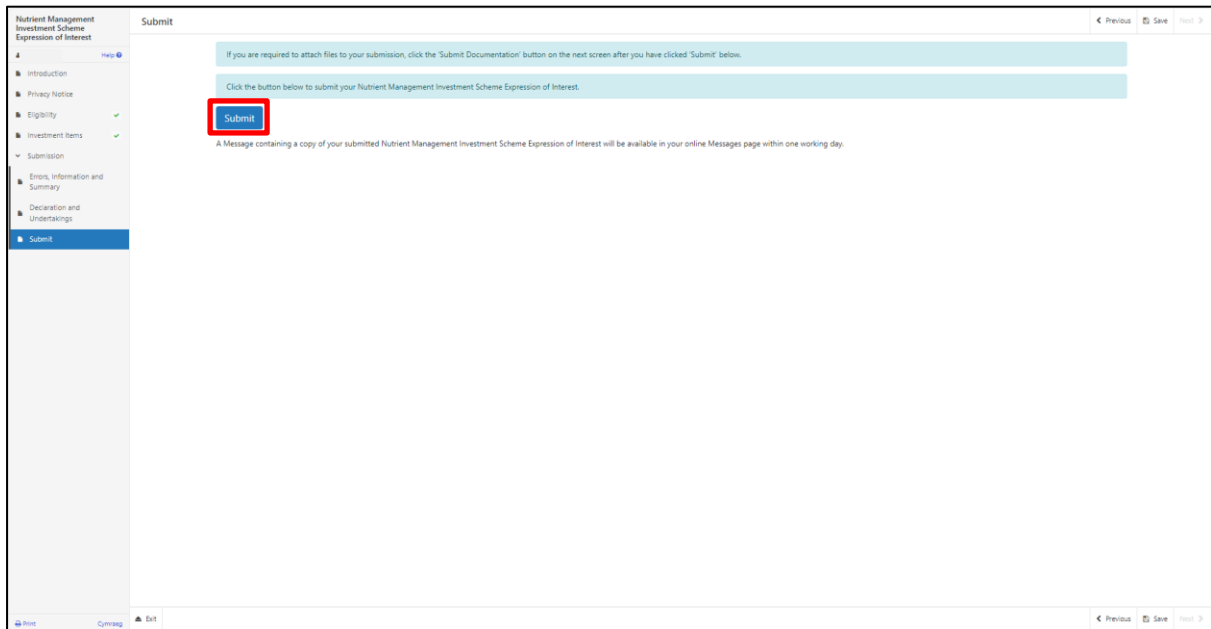 Nutrient Management
Investment Scheme
Expression of Interest
Help
Introduction
Privacy Notice
Eligibility
Investment Items
Submission
Errors, Information and
Summary
Declaration and
Undertakings
Submit
Print
Cymraeg
Submit
Previous
Save
Next
If you are required to attach files to your submission, click the 'Submit Documentation' button on the next screen after you have clicked 'Submit' below.
Click the button below to submit your Nutrient Management Investment Scheme Expression of Interest.
Submit
A Message containing a copy of your submitted Nutrient Management Investment Scheme Expression of Interest will be available in your online Messages page within one working day.
Exit
Previous
Save
Next